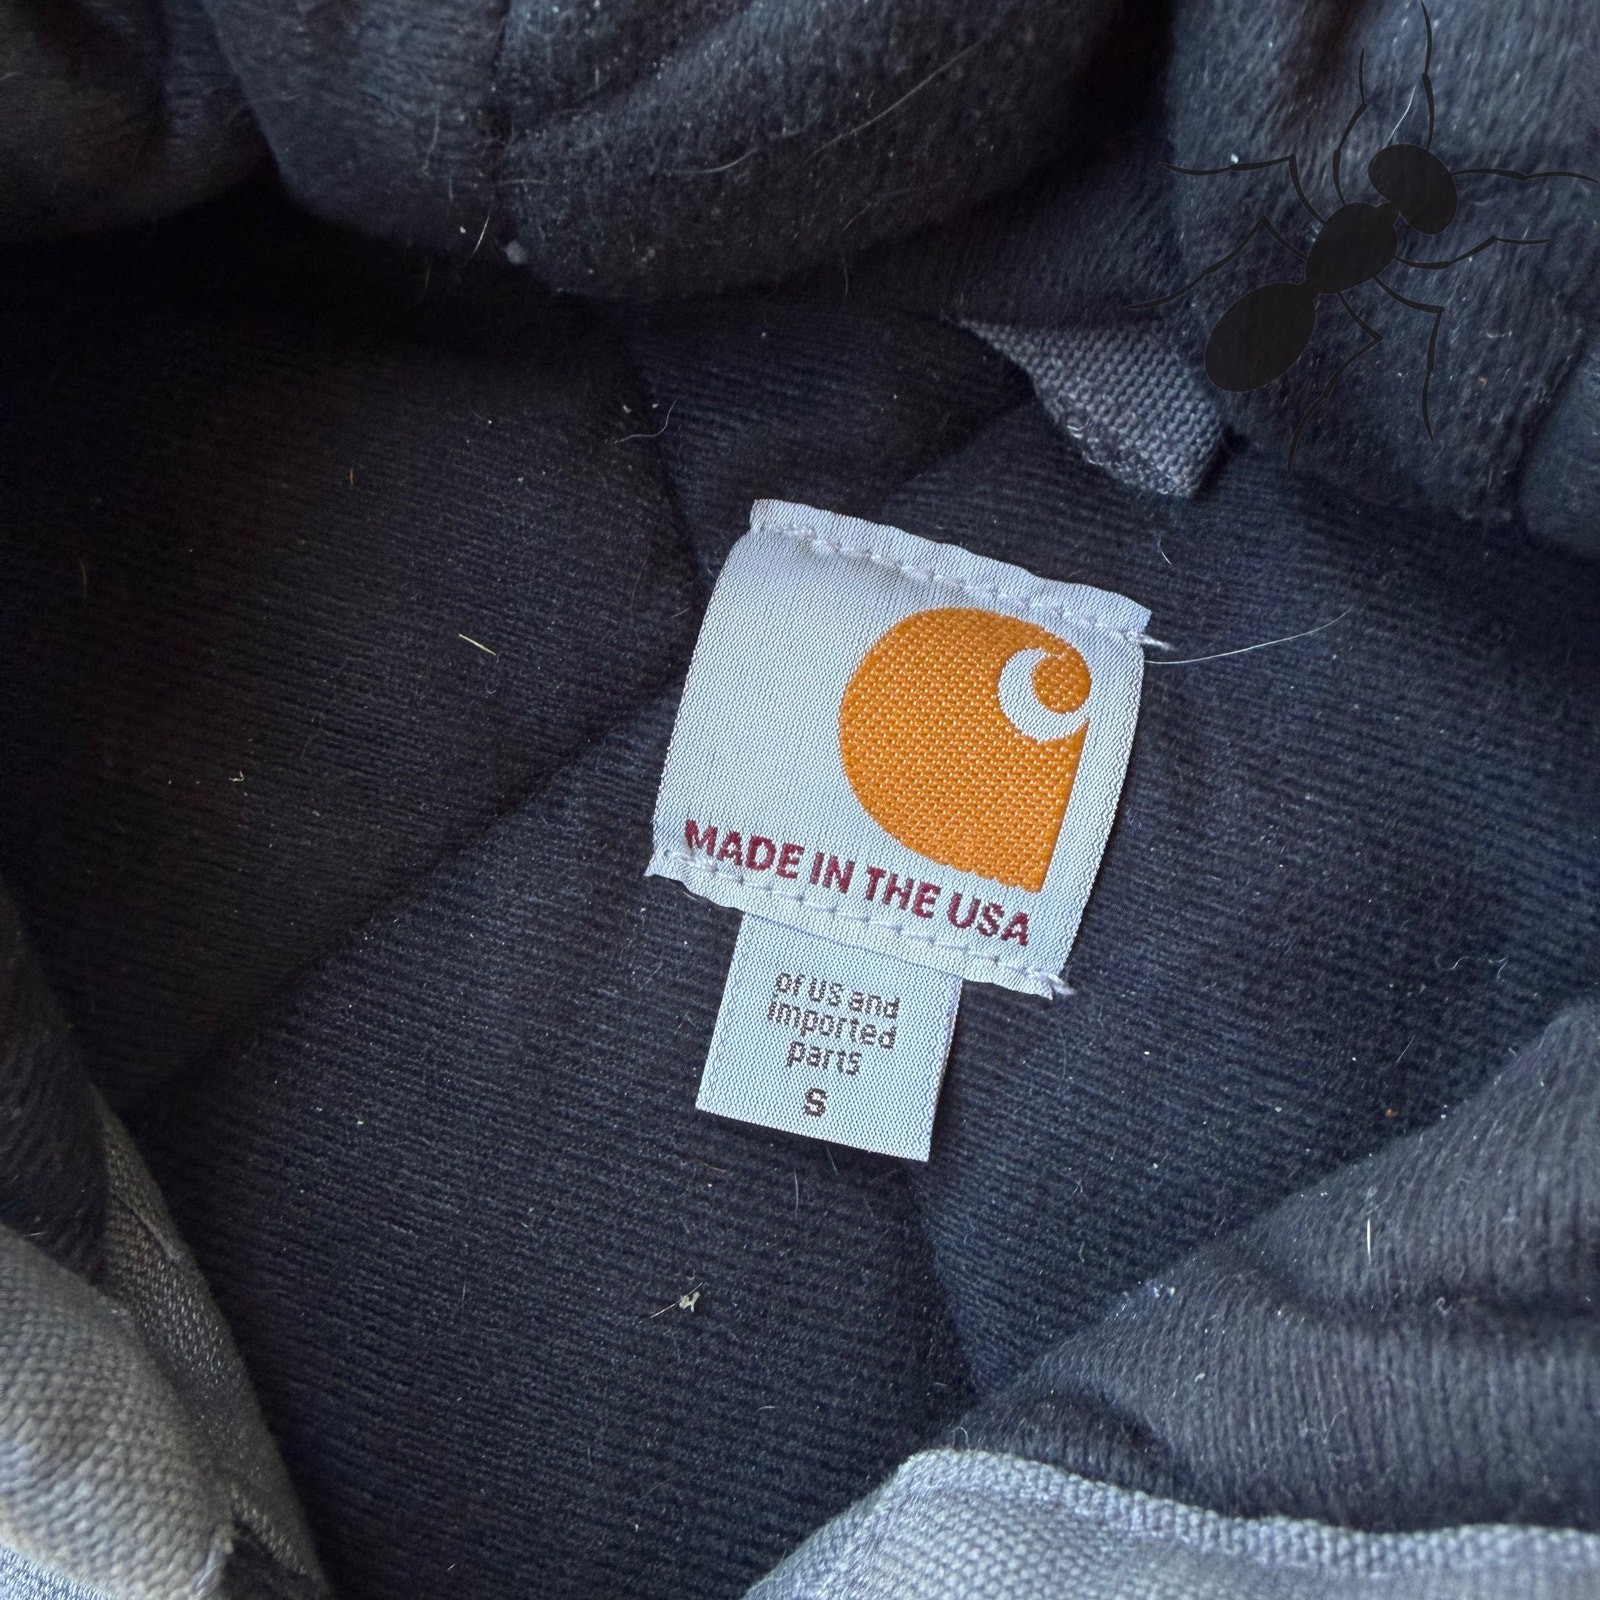 MADE IN THE USA
of US and
imported
parts
S